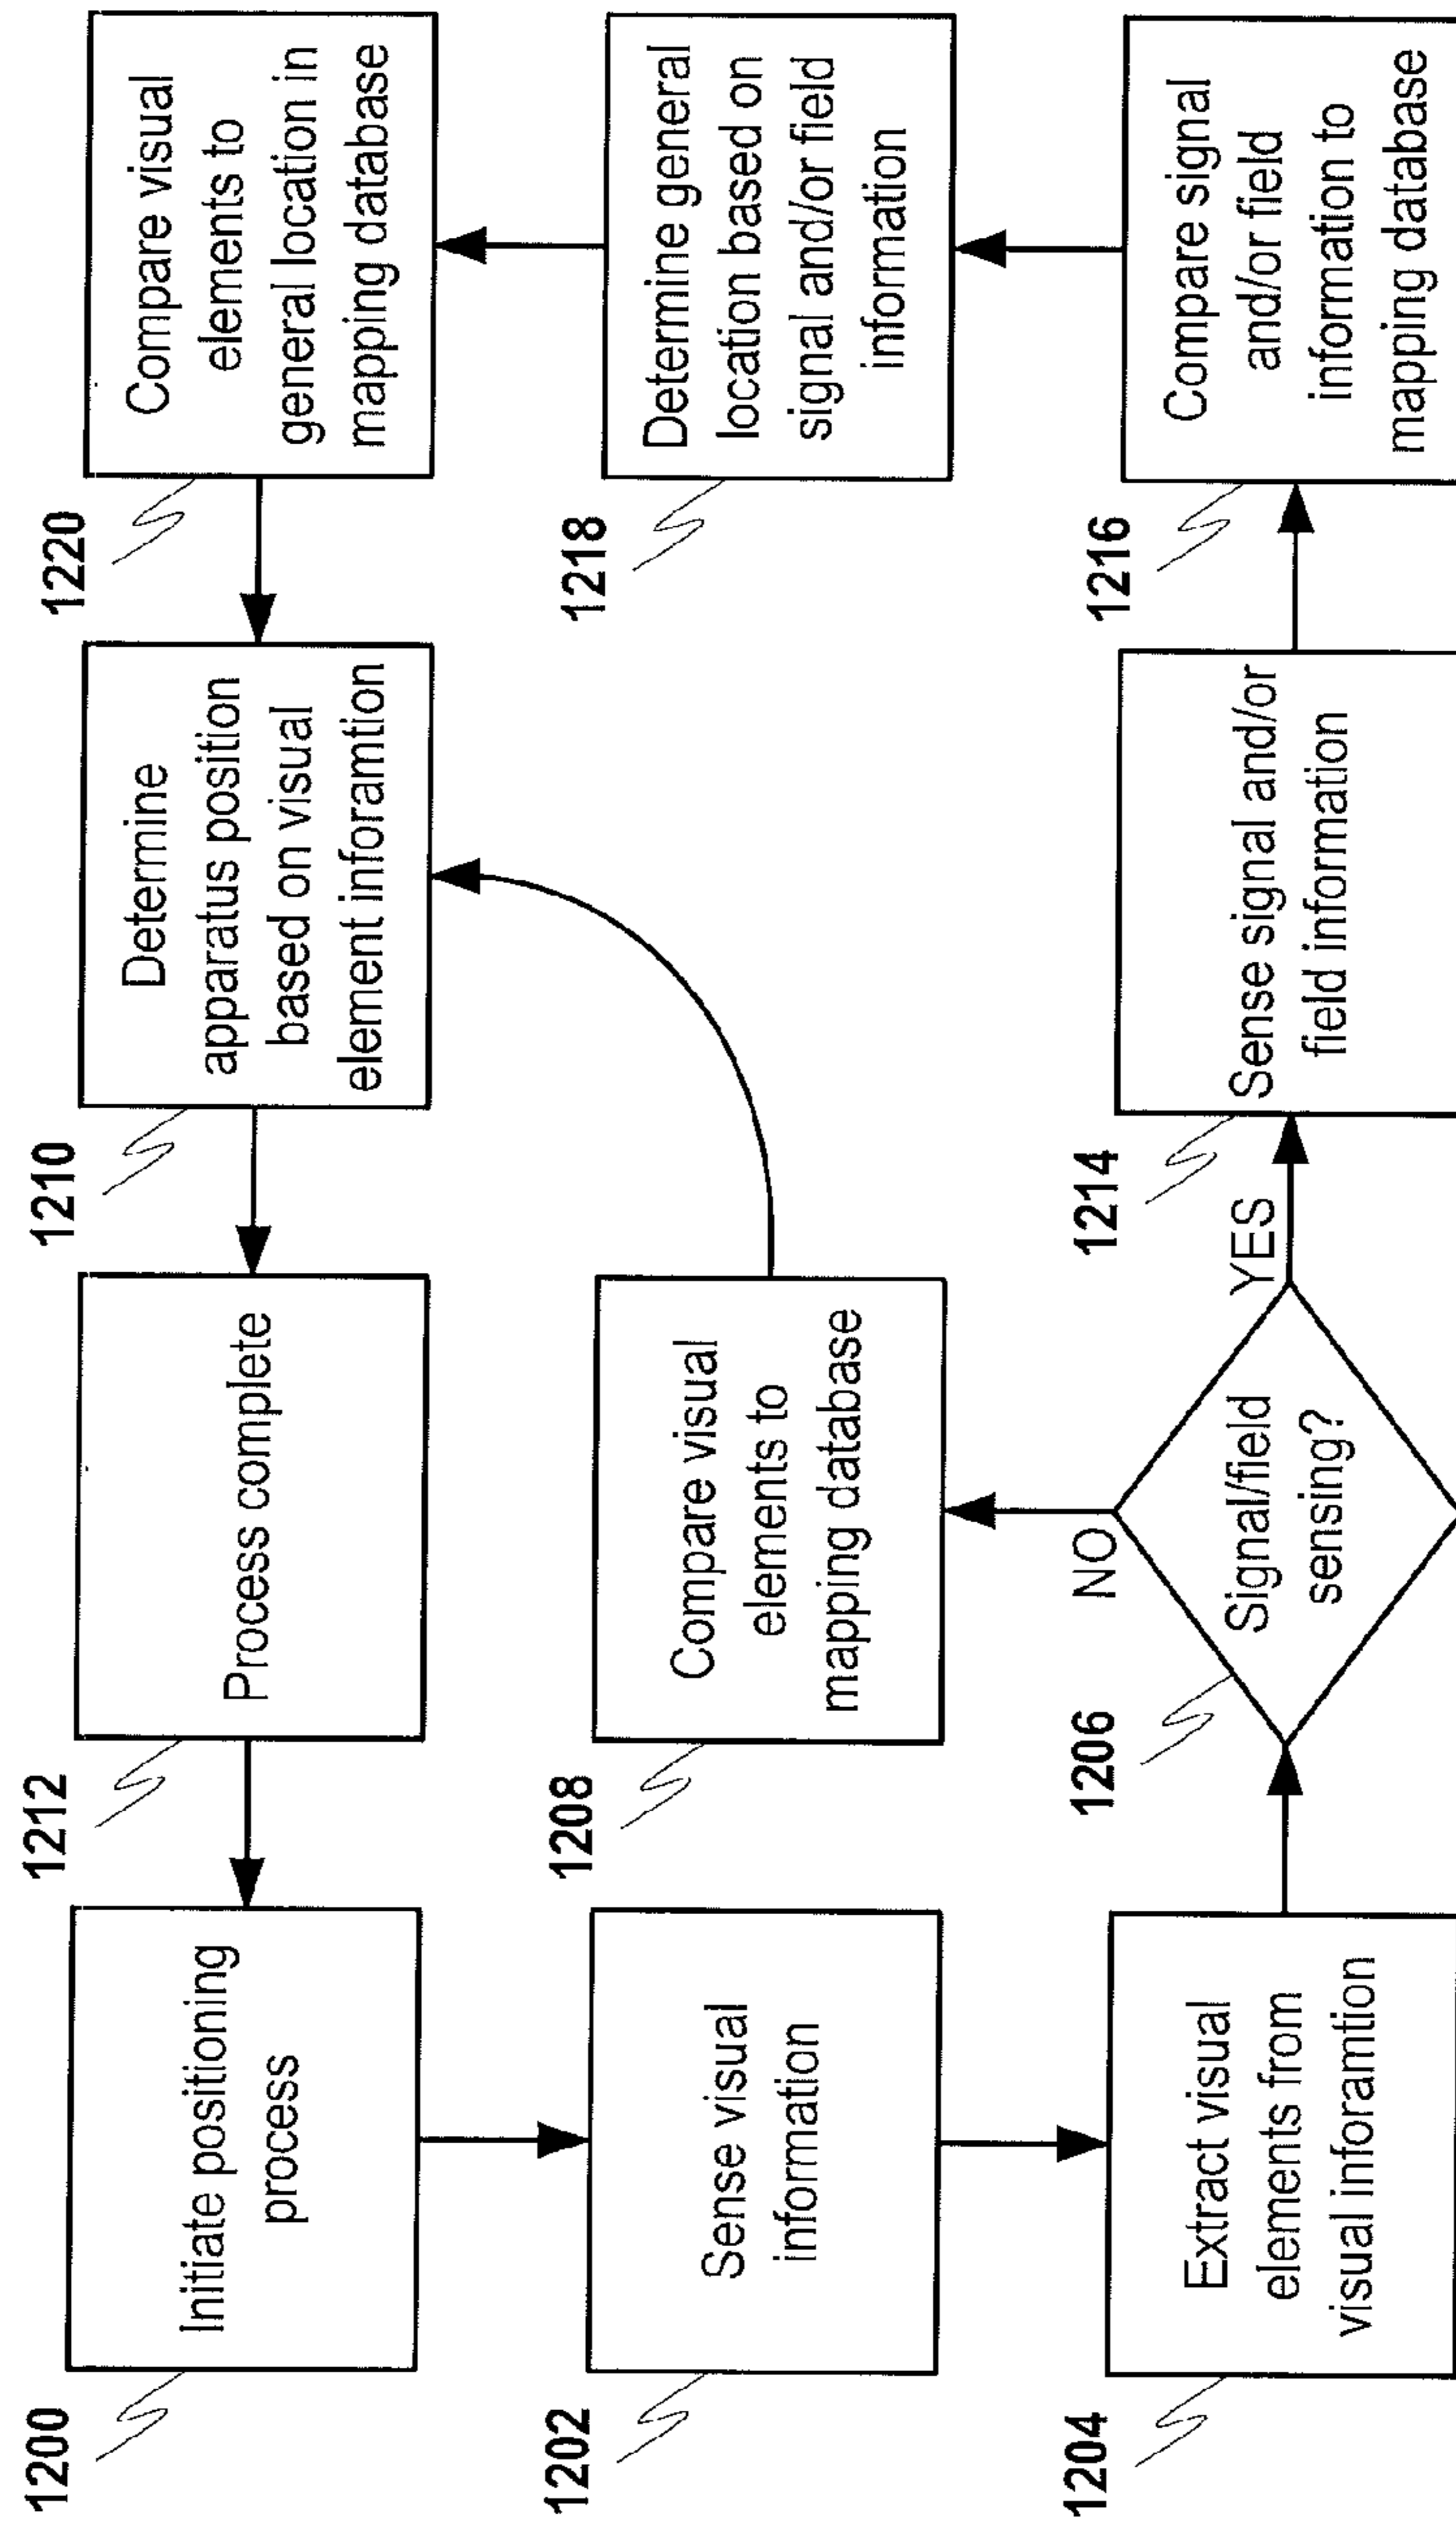 1200
Initiate positioning
process
1202
Sense visual
information
1204
Extract visual
elements from
visual inforamtion
1206
Signal/field
sensing?
NO
YES
1208
Compare visual
elements to
mapping database
1210
Determine
apparatus position
based on visual
element inforamtion
1212
Process complete
1214
Sense signal and/or
field information
1216
Compare signal
and/or field
information to
mapping database
1218
Determine general
location based on
signal and/or field
information
1220
Compare visual
elements to
general location in
mapping database